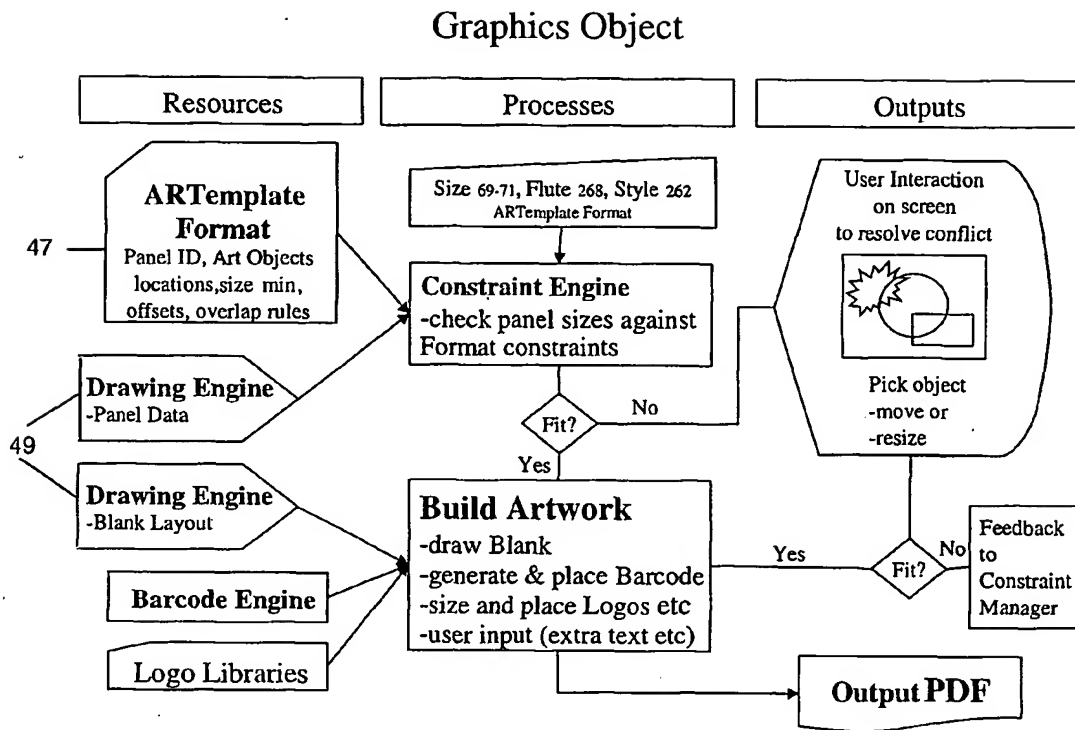 Graphics Object
Resources
Processes
Outputs
47
ARTemplate
Format
Panel ID, Art Objects
locations,size min,
offsets, overlap rules
Size 69-71, Flute 268, Style 262
ARTemplate Format
Constraint Engine
-check panel sizes against
Format constraints
User Interaction
on screen
to resolve conflict
Pick object
-move or
-resize
49
Drawing Engine
-Panel Data
Drawing Engine
-Blank Layout
Barcode Engine
Logo Libraries
Fit?
No
Yes
Build Artwork
-draw Blank
-generate & place Barcode
-size and place Logos etc
-user input (extra text etc)
Yes
Fit?
No
Feedback
to
Constraint
Manager
Output PDF